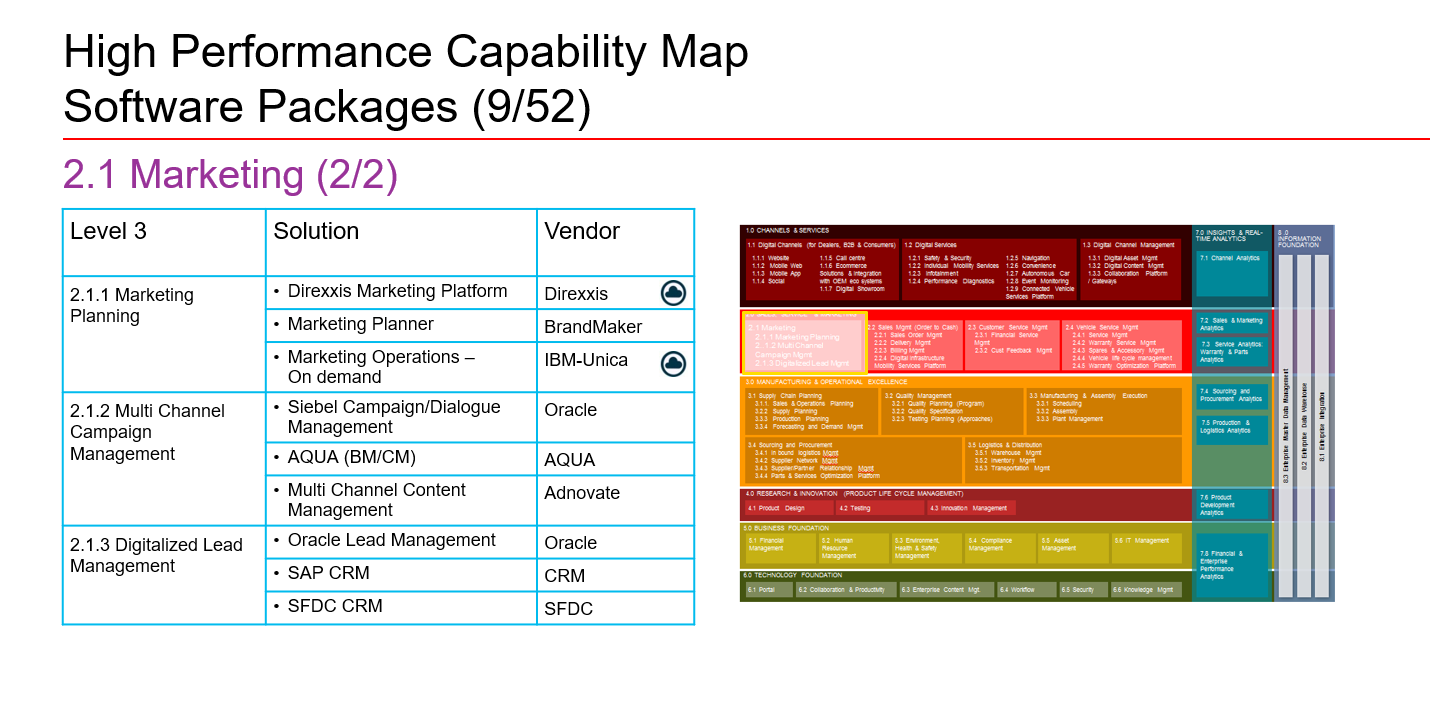 High Performance Capability Map
Software Packages (9/52)
2.1 Marketing (2/2)
Level 3
Solution
Vendor
2.1.1 Marketing
Planning
• Direxxis Marketing Platform
Direxxis
• Marketing Planner
BrandMaker
• Marketing Operations –
On demand
IBM-Unica
2.1.2 Multi Channel
Campaign
Management
• Siebel Campaign/Dialogue
Management
Oracle
• AQUA (BM/CM)
AQUA
• Multi Channel Content
Management
Adnovate
2.1.3 Digitalized Lead
Management
• Oracle Lead Management
Oracle
• SAP CRM
CRM
• SFDC CRM
SFDC
1.0 CHANNELS & SERVICES
1.1 Digital Channels (for Dealers, B2B & Consumers)
1.1.1 Website
1.1.2 Mobile Web
1.1.3 Mobile App
1.1.4 Social
1.1.5 Call centre
1.1.6 Ecommerce
Solutions & Integration
with OEM eco systems
1.1.7 Digital Showroom
1.2 Digital Services
1.2.1 Safety & Security
1.2.2 Individual Mobility Services
1.2.3 Infotainment
1.2.4 Performance Diagnostics
1.2.5 Navigation
1.2.6 Convenience
1.2.7 Autonomous Car
1.2.8 Event Monitoring
1.2.9 Connected Vehicle
Services Platform
1.3 Digital Channel Management
1.3.1 Digital Asset Mgmt
1.3.2 Digital Content Mgmt
1.3.3 Collaboration Platform
/ Gateways
2.1 Marketing
2.1.1 Marketing Planning
2.1.2 Multi Channel
Campaign Mgmt
2.1.3 Digitalized Lead Mgmt
2.2 Sales Mgmt (Order to Cash)
2.2.1 Sales Order Mgmt
2.2.2 Delivery Mgmt
2.2.3 Billing Mgmt
2.2.4 Digital infrastructure
Mobility Services Platform
2.3 Customer Service Mgmt
2.3.1 Financial Service
Mgmt
2.3.2 Cust Feedback Mgmt
2.4 Vehicle Service Mgmt
2.4.1 Service Mgmt
2.4.2 Warranty Service Mgmt
2.4.3 Spares & Accessory Mgmt
2.4.4 Vehicle life cycle management
2.4.5 Warranty Optimization Platform
3.0 MANUFACTURING & OPERATIONAL EXCELLENCE
3.1 Supply Chain Planning
3.1.1. Sales & Operations Planning
3.2.2 Supply Planning
3.3.3 Production Planning
3.3.4 Forecasting and Demand Mgmt
3.2 Quality Management
3.2.1 Quality Planning (Program)
3.2.2 Quality Specification
3.2.3 Testing Planning (Approaches)
3.3 Manufacturing & Assembly Execution
3.3.1 Scheduling
3.3.2 Assembly
3.3.3 Plant Management
3.4 Sourcing and Procurement
3.4.1 In bound logistics Mgmt
3.4.2 Supplier Network Mgmt
3.4.3 Supplier/Partner Relationship Mgmt
3.4.4 Parts & Services Optimization Platform
3.5 Logistics & Distribution
3.5.1 Warehouse Mgmt
3.5.2 Inventory Mgmt
3.5.3 Transportation Mgmt
4.0 RESEARCH & INNOVATION (PRODUCT LIFE CYCLE MANAGEMENT)
4.1 Product Design
4.2 Testing
4.3 Innovation Management
5.0 BUSINESS FOUNDATION
5.1 Financial
Management
5.2 Human
Resource
Management
5.3 Environment,
Health & Safety
Management
5.4 Compliance
Management
5.5 Asset
Management
5.6 IT Management
6.0 TECHNOLOGY FOUNDATION
6.1 Portal
6.2 Collaboration & Productivity
6.3 Enterprise Content Mgt.
6.4 Workflow
6.5 Security
6.6 Knowledge Mgmt
7.0 INSIGHTS & REAL-
TIME ANALYTICS
7.1 Channel Analytics
7.2 Sales & Marketing
Analytics
7.3 Service Analytics:
Warranty & Parts
Analytics
7.4 Sourcing and
Procurement Analytics
7.5 Production &
Logistics Analytics
7.6 Product
Development
Analytics
7.8 Financial &
Enterprise
Performance
Analytics
8 .0
INFORMATION
FOUNDATION
8.3 Enterprise Master Data Management
8.2 Enterprise Data Warehouse
8.1 Enterprise Integration